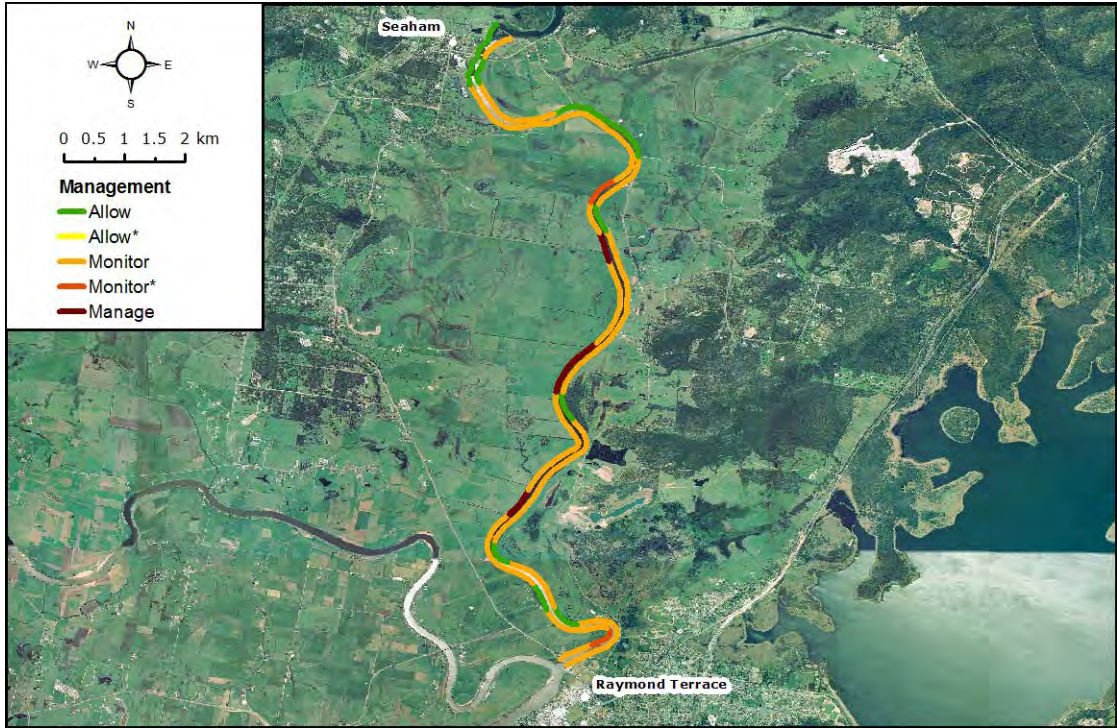 Seaham
N
W E
S
0 0.5 1 1.5 2 km
Management
Allow
Allow*
Monitor
Monitor*
Manage
Raymond Terrace